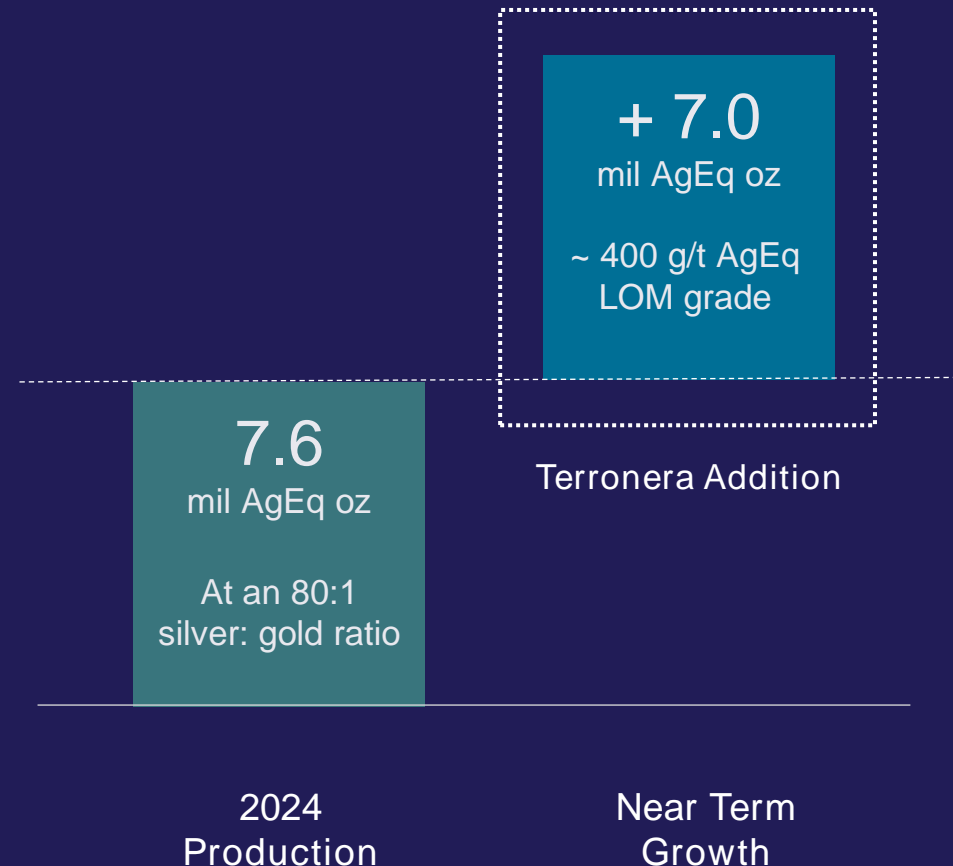 + 7.0
mil AgEq oz
~ 400 g/t AgEq
LOM grade
7.6
mil AgEq oz
At an 80:1
silver: gold ratio
Terronera Addition
2024
Production
Near Term
Growth